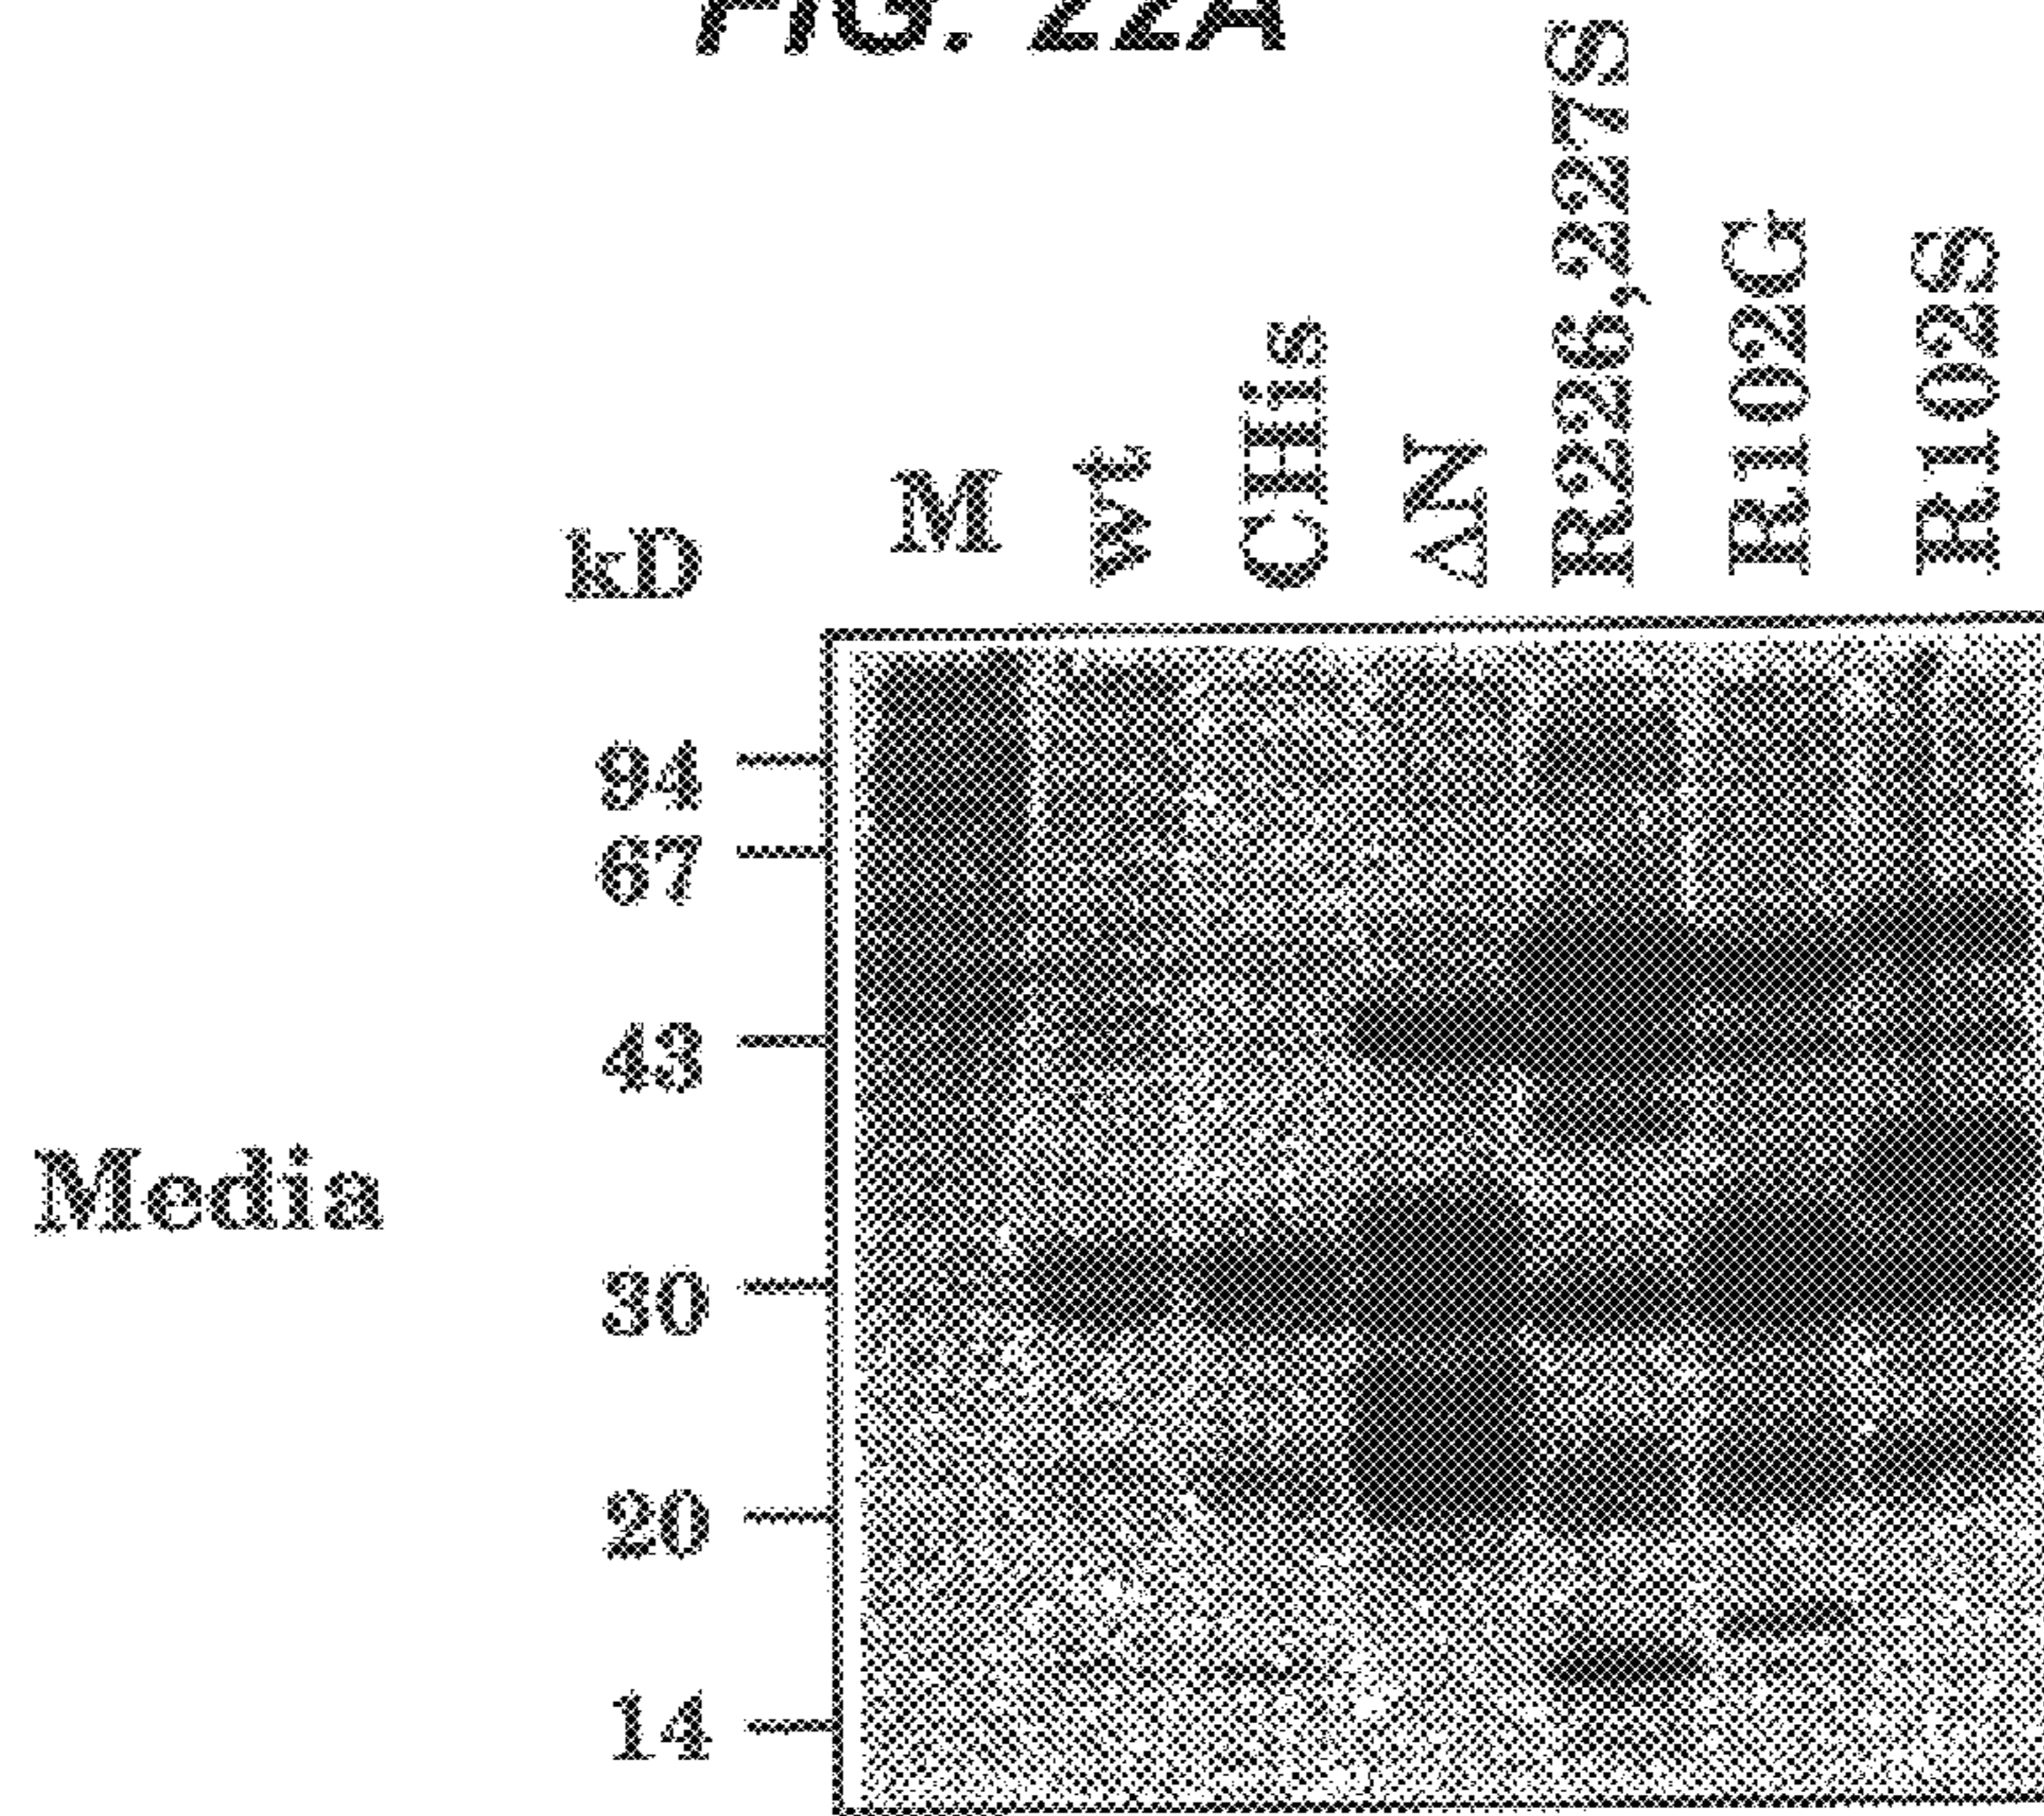 FIG. 22A
kD
M
wt
CHis
ΔN
R226,227S
R102G
R102S
94
67
43
Media
30
20
14